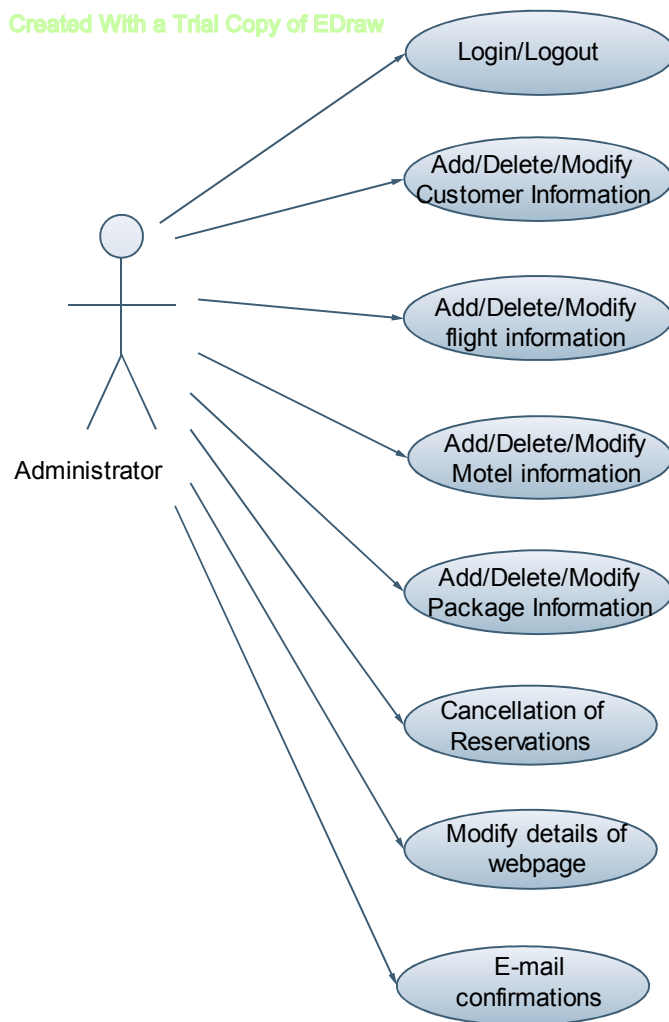 Created With a Trial Copy of EDraw
Login/Logout
Add/Delete/Modify
Customer Information
Add/Delete/Modify
flight information
Add/Delete/Modify
Motel information
Administrator
Add/Delete/Modify
Package Information
Cancellation of
Reservations
Modify details of
webpage
E-mail
confirmations